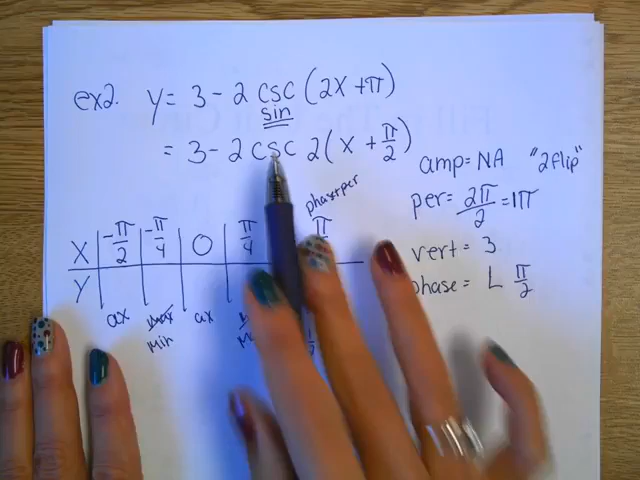 ex2. y = 3 - 2 csc (2x + π)
sin
= 3 - 2 csc 2(x + π/2)
amp = NA "2 flip"
per = 2π/2 = 1π
vert = 3
phase = L π/2
phase+per
X -π/2 -π/4 0 π/4 π
Y
ax Min ax